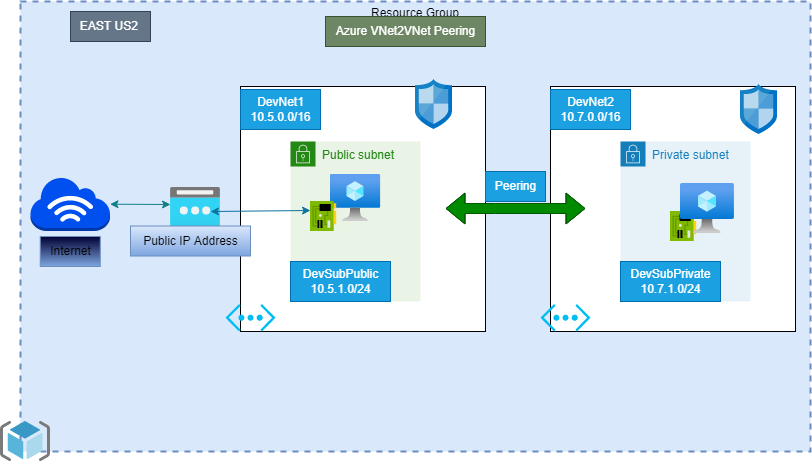 Resource Group
EAST US2
Azure VNet2VNet Peering
DevNet1
10.5.0.0/16
DevNet2
10.7.0.0/16
Public subnet
Private subnet
Peering
Internet
Public IP Address
DevSubPublic
10.5.1.0/24
DevSubPrivate
10.7.1.0/24